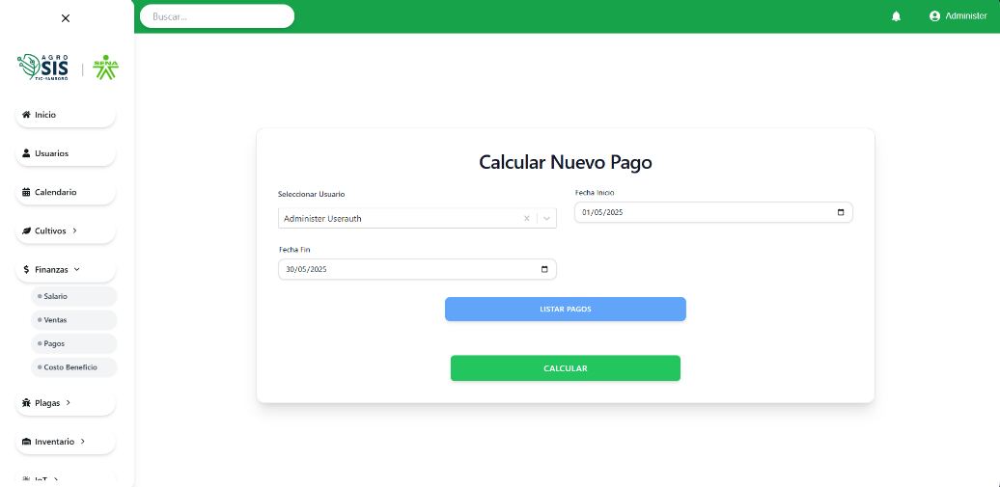 Buscar...
Administer
AGRO
SIS
TIC-YAMBORÓ
SENA
Inicio
Usuarios
Calendario
Cultivos
Finanzas
Salario
Ventas
Pagos
Costo Beneficio
Plagas
Inventario
IoT
Calcular Nuevo Pago
Seleccionar Usuario
Administer Userauth
Fecha Inicio
01/05/2025
Fecha Fin
30/05/2025
LISTAR PAGOS
CALCULAR